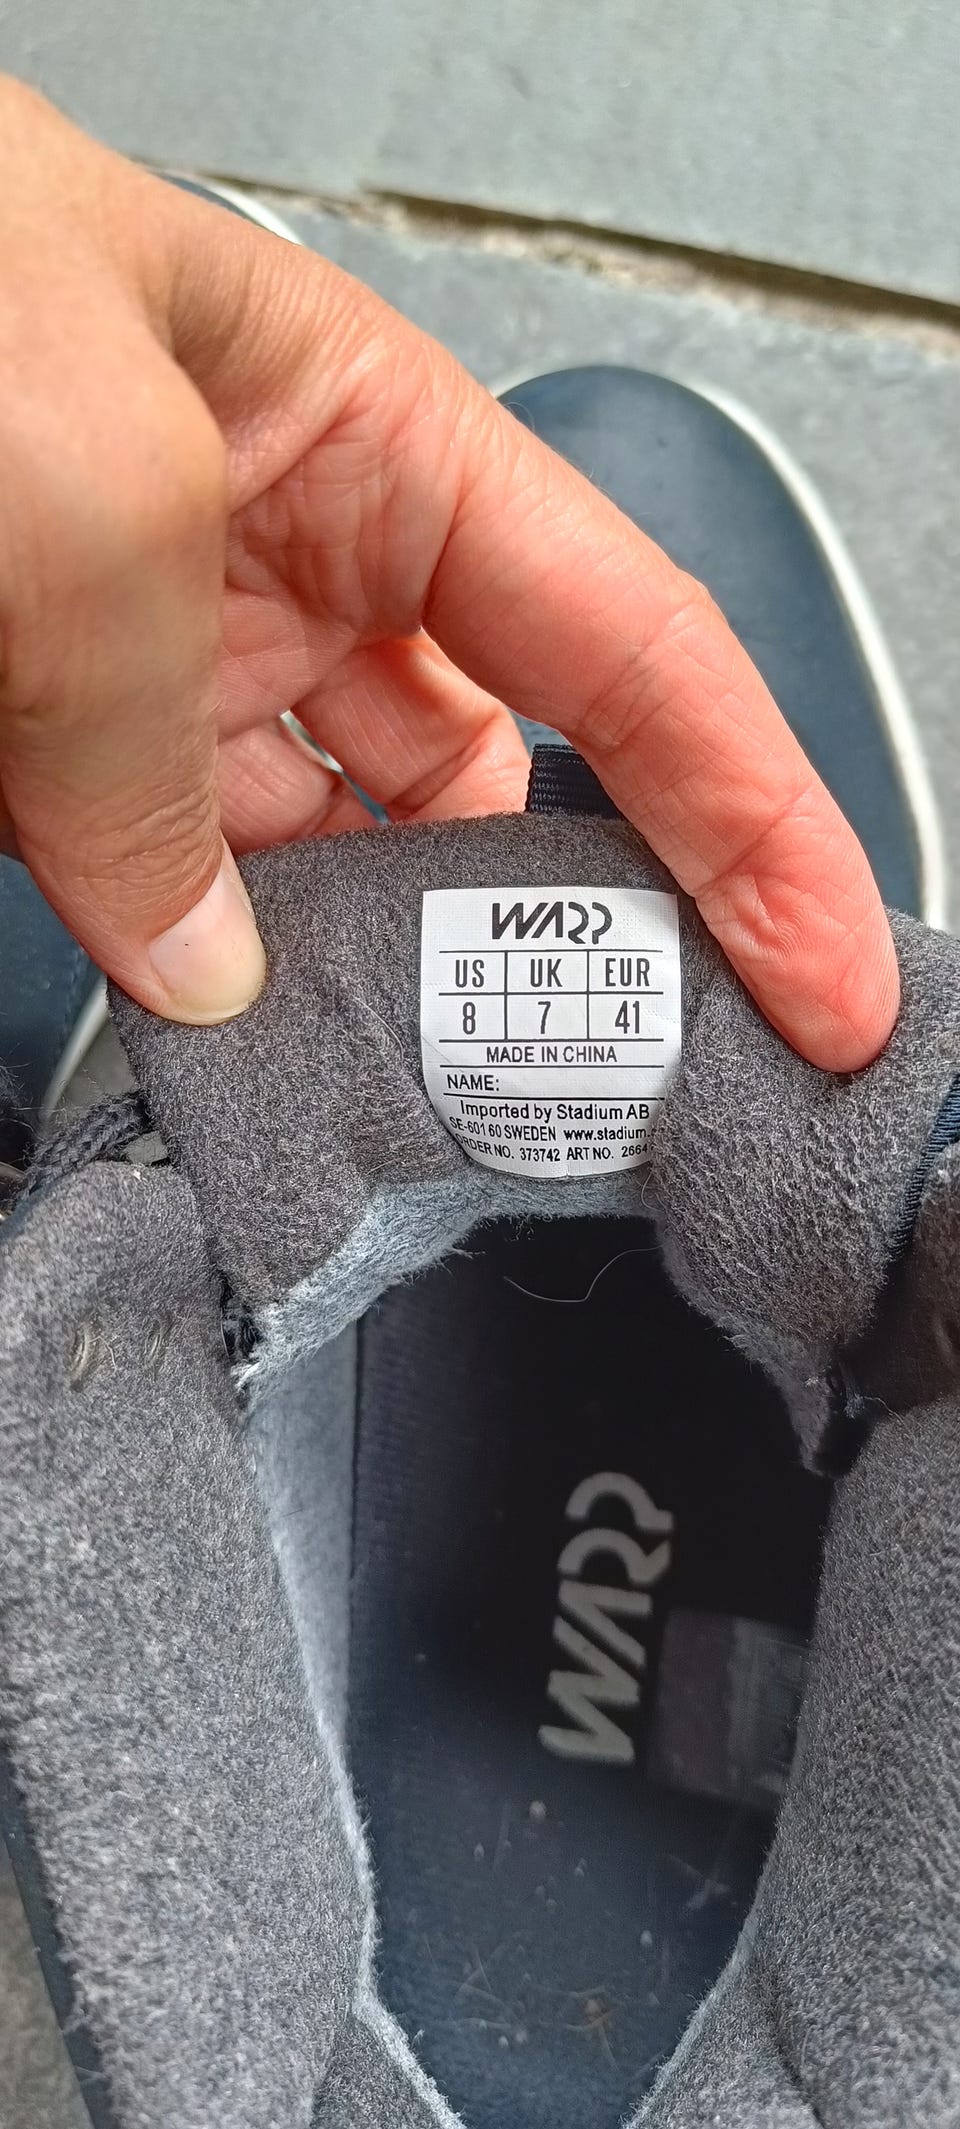 WARP
US UK EUR
8 7 41
MADE IN CHINA
NAME:
Imported by Stadium AB
SE-601 60 SWEDEN www.stadium.
ORDER NO. 373742 ART NO. 2664
WARP